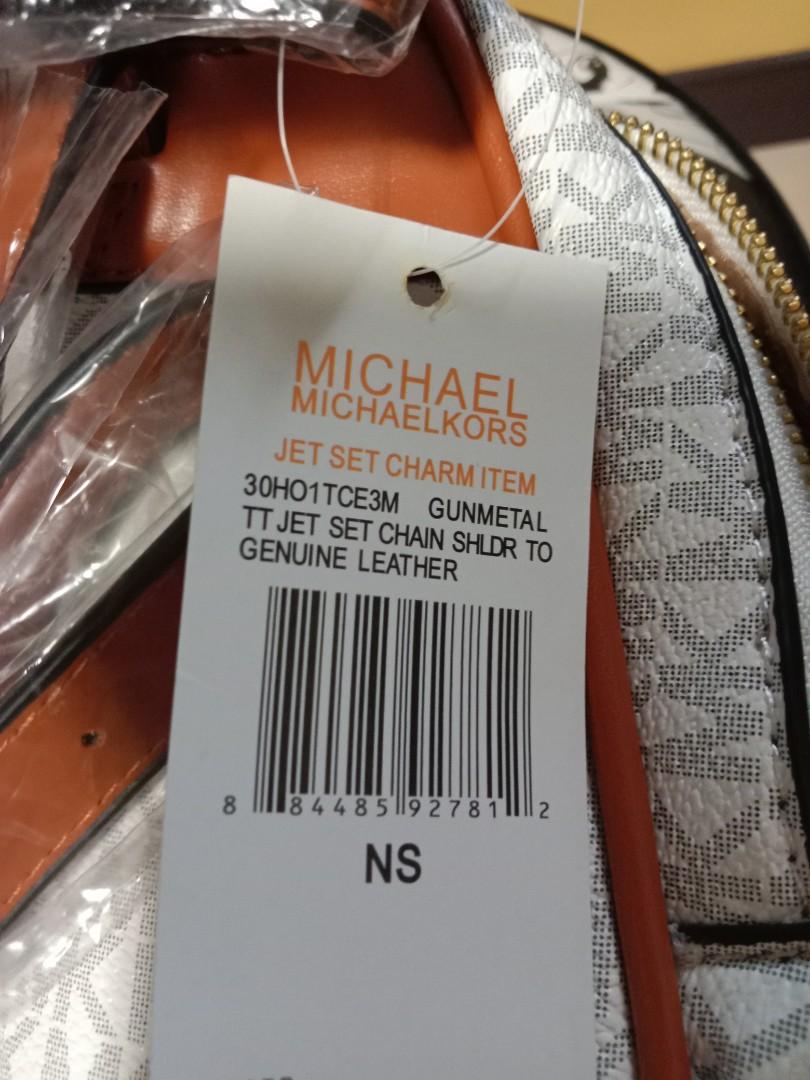 MICHAEL
MICHAELKORS
JET SET CHARM ITEM
30HO1TCE3M GUNMETAL
TT JET SET CHAIN SHLDR TO
GENUINE LEATHER
8 84485 92781 2
NS